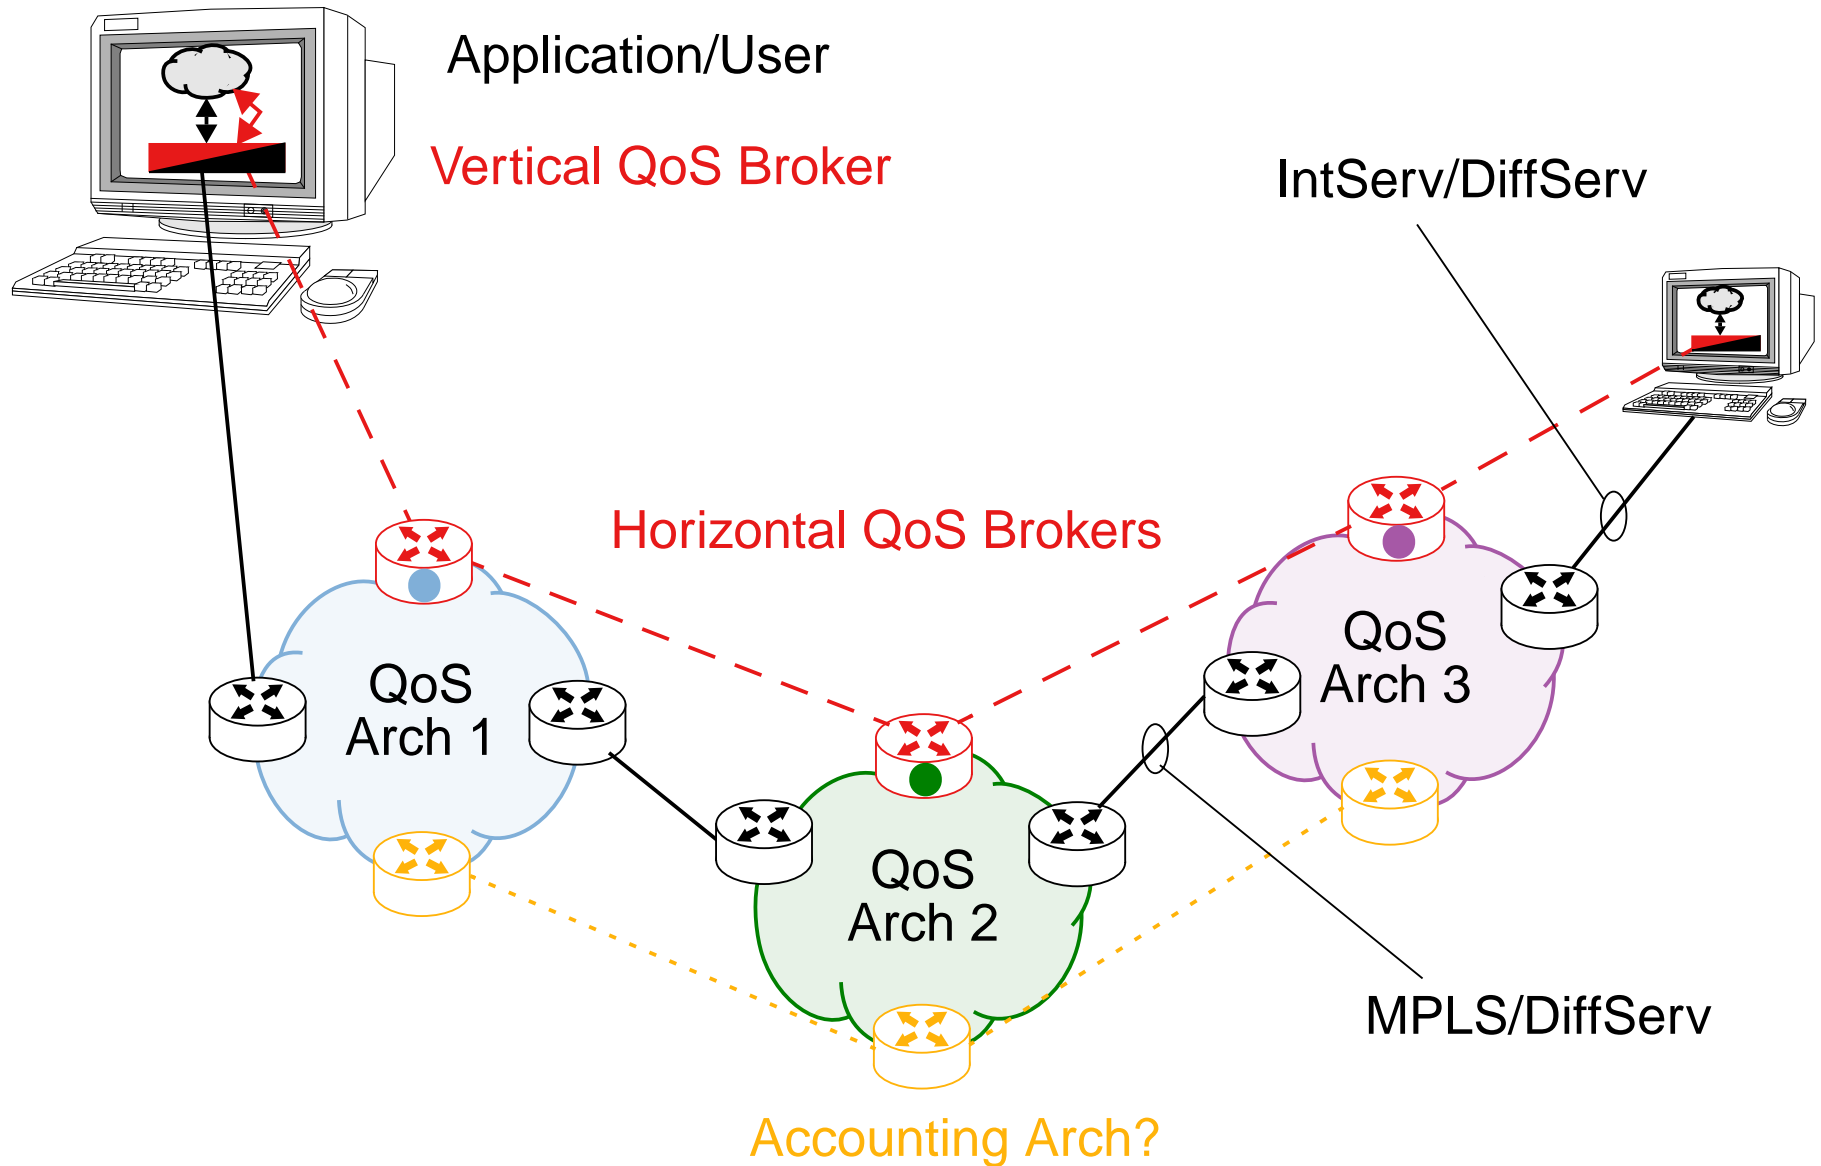 Application/User
Vertical QoS Broker
IntServ/DiffServ
Horizontal QoS Brokers
QoS
Arch 1
QoS
Arch 2
QoS
Arch 3
MPLS/DiffServ
Accounting Arch?